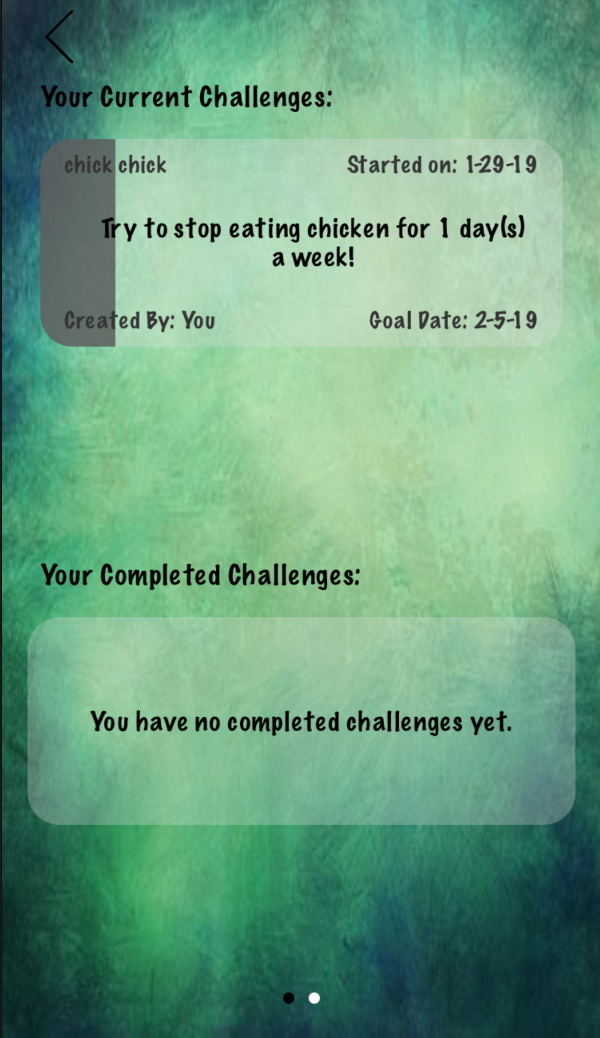 Your Current Challenges:
chick chick Started on: 1-29-19
Try to stop eating chicken for 1 day(s)
a week!
Created By: You Goal Date: 2-5-19
Your Completed Challenges:
You have no completed challenges yet.